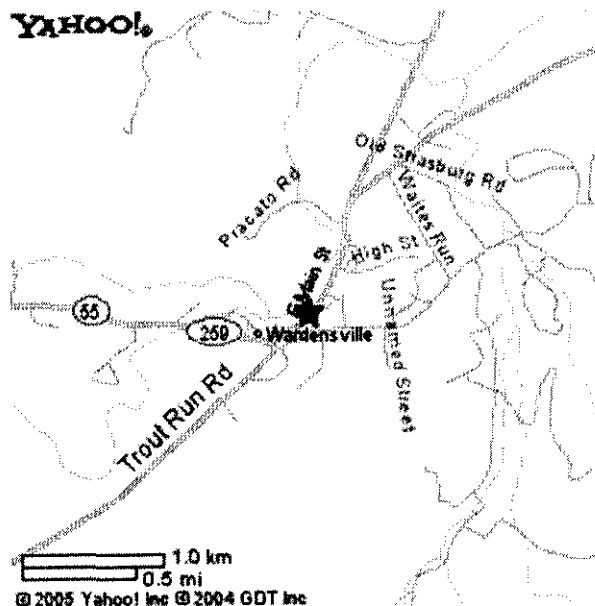 YAHOO!
Old Strasburg Rd
Pracato Rd
Waites Run
High St
E Main St
Unnamed Street
55
259
Wardensville
Trout Run Rd
1.0 km
0.5 mi
© 2005 Yahoo! Inc © 2004 GDT Inc